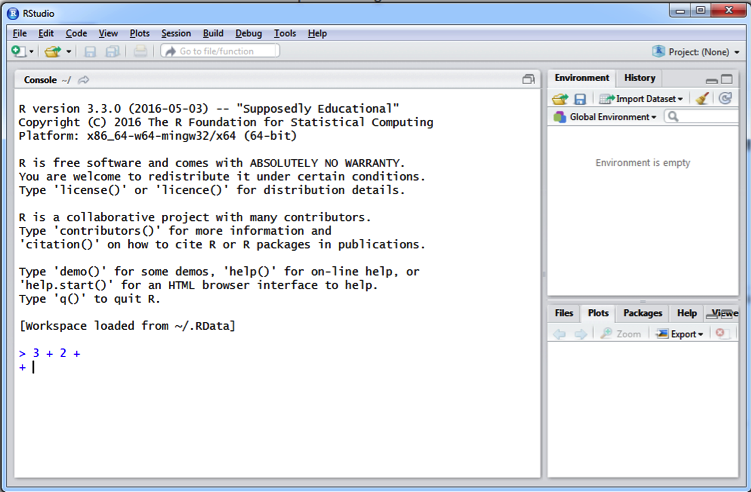 RStudio
File Edit Code View Plots Session Build Debug Tools Help
Go to file/function
Project: (None)
Console ~/
R version 3.3.0 (2016-05-03) -- "Supposedly Educational"
Copyright (C) 2016 The R Foundation for Statistical Computing
Platform: x86_64-w64-mingw32/x64 (64-bit)
R is free software and comes with ABSOLUTELY NO WARRANTY.
You are welcome to redistribute it under certain conditions.
Type 'license()' or 'licence()' for distribution details.
R is a collaborative project with many contributors.
Type 'contributors()' for more information and
'citation()' on how to cite R or R packages in publications.
Type 'demo()' for some demos, 'help()' for on-line help, or
'help.start()' for an HTML browser interface to help.
Type 'q()' to quit R.
[Workspace loaded from ~/.RData]
> 3 + 2 +
+
Environment History
Import Dataset
Global Environment
Environment is empty
Files Plots Packages Help Viewe
Zoom Export